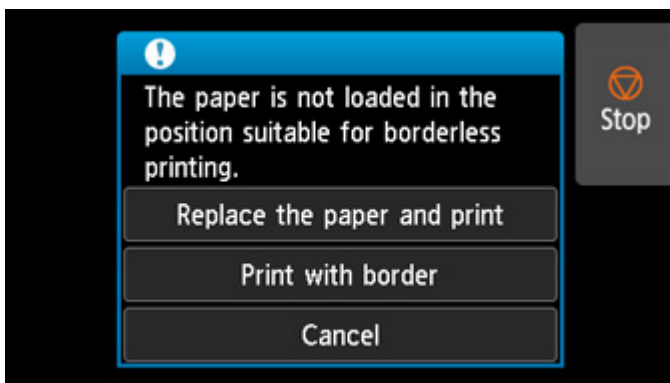 The paper is not loaded in the
position suitable for borderless
printing.
Replace the paper and print
Print with border
Cancel
Stop